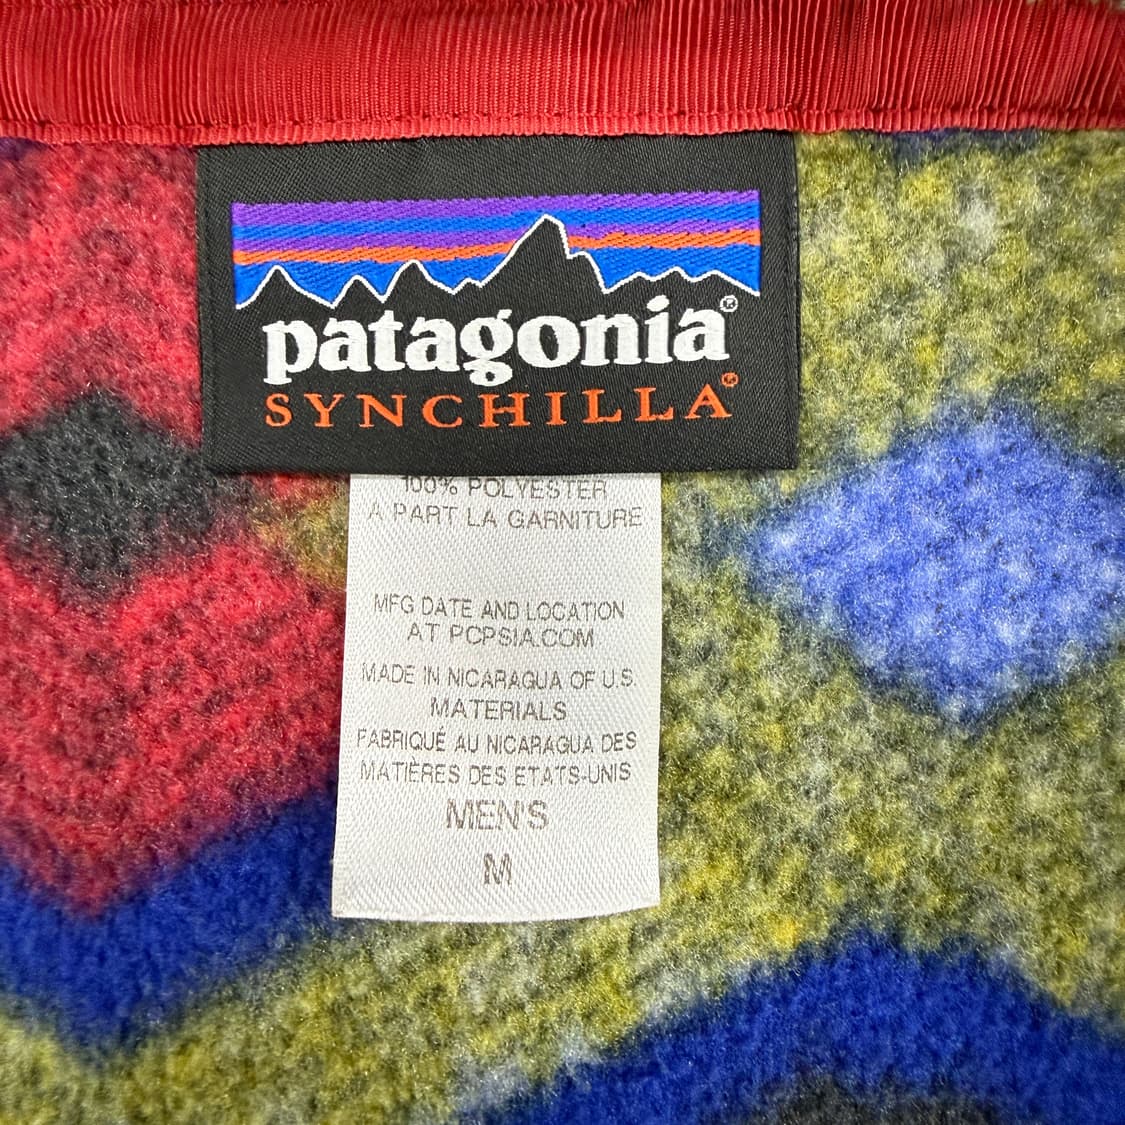 patagonia®
SYNCHILLA®
100% POLYESTER
A PART LA GARNITURE
MFG DATE AND LOCATION
AT PCPSIA.COM
MADE IN NICARAGUA OF U.S.
MATERIALS
FABRIQUÉ AU NICARAGUA DES
MATIÈRES DES ETATS-UNIS
MEN'S
M